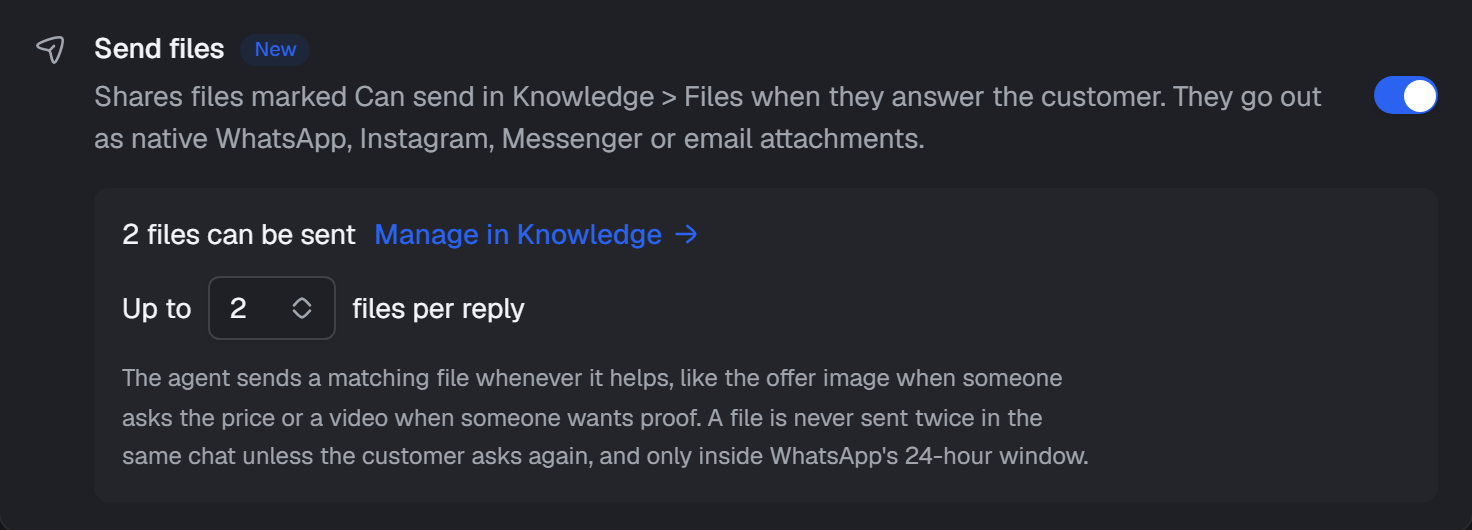 Send files New
Shares files marked Can send in Knowledge > Files when they answer the customer. They go out
as native WhatsApp, Instagram, Messenger or email attachments.
2 files can be sent Manage in Knowledge →
Up to 2 files per reply
The agent sends a matching file whenever it helps, like the offer image when someone
asks the price or a video when someone wants proof. A file is never sent twice in the
same chat unless the customer asks again, and only inside WhatsApp's 24-hour window.